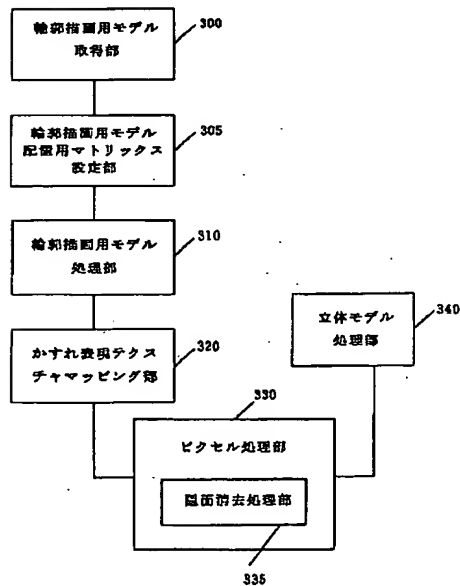 輪郭描画用モデル
取得部
300
輪郭描画用モデル
配置用マトリックス
設定部
305
輪郭描画用モデル
処理部
310
かすれ表現テクス
チャマッピング部
320
立体モデル
処理部
340
330
ピクセル処理部
隠面消去処理部
335